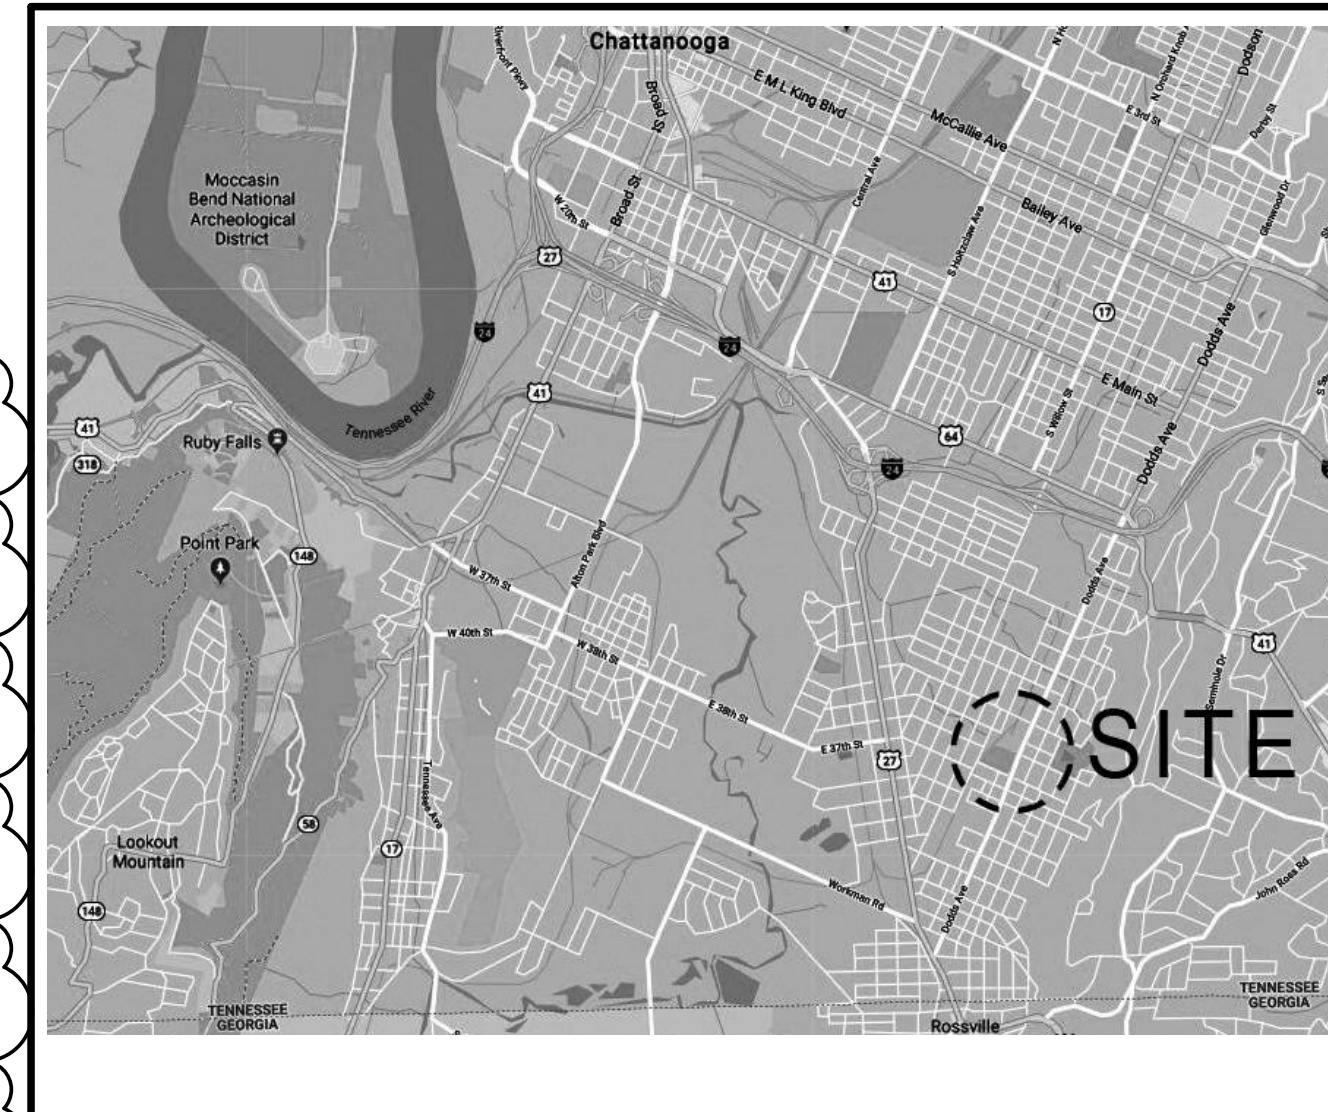 Chattanooga
Riverfront Pkwy
Broad St
E M L King Blvd
McCallie Ave
E 3rd St
N Orchard Knob
Dodson
Derby St
Glenwood Dr
Moccasin
Bend National
Archeological
District
W 20th St
Broad St
Central Ave
S Holtzclaw Ave
Bailey Ave
27
41
17
24
24
Dodds Ave
41
Tennessee River
E Main St
S Willow St
64
Dodds Ave
24
41
318
Ruby Falls
Point Park
148
W 37th St
Alton Park Blvd
Dodds Ave
W 40th St
W 38th St
41
Seminole Dr
E 38th St
E 37th St
27
SITE
Tennessee Ave
58
17
Lookout
Mountain
148
Workman Rd
Dodds Ave
John Ross Rd
TENNESSEE
GEORGIA
TENNESSEE
GEORGIA
Rossville